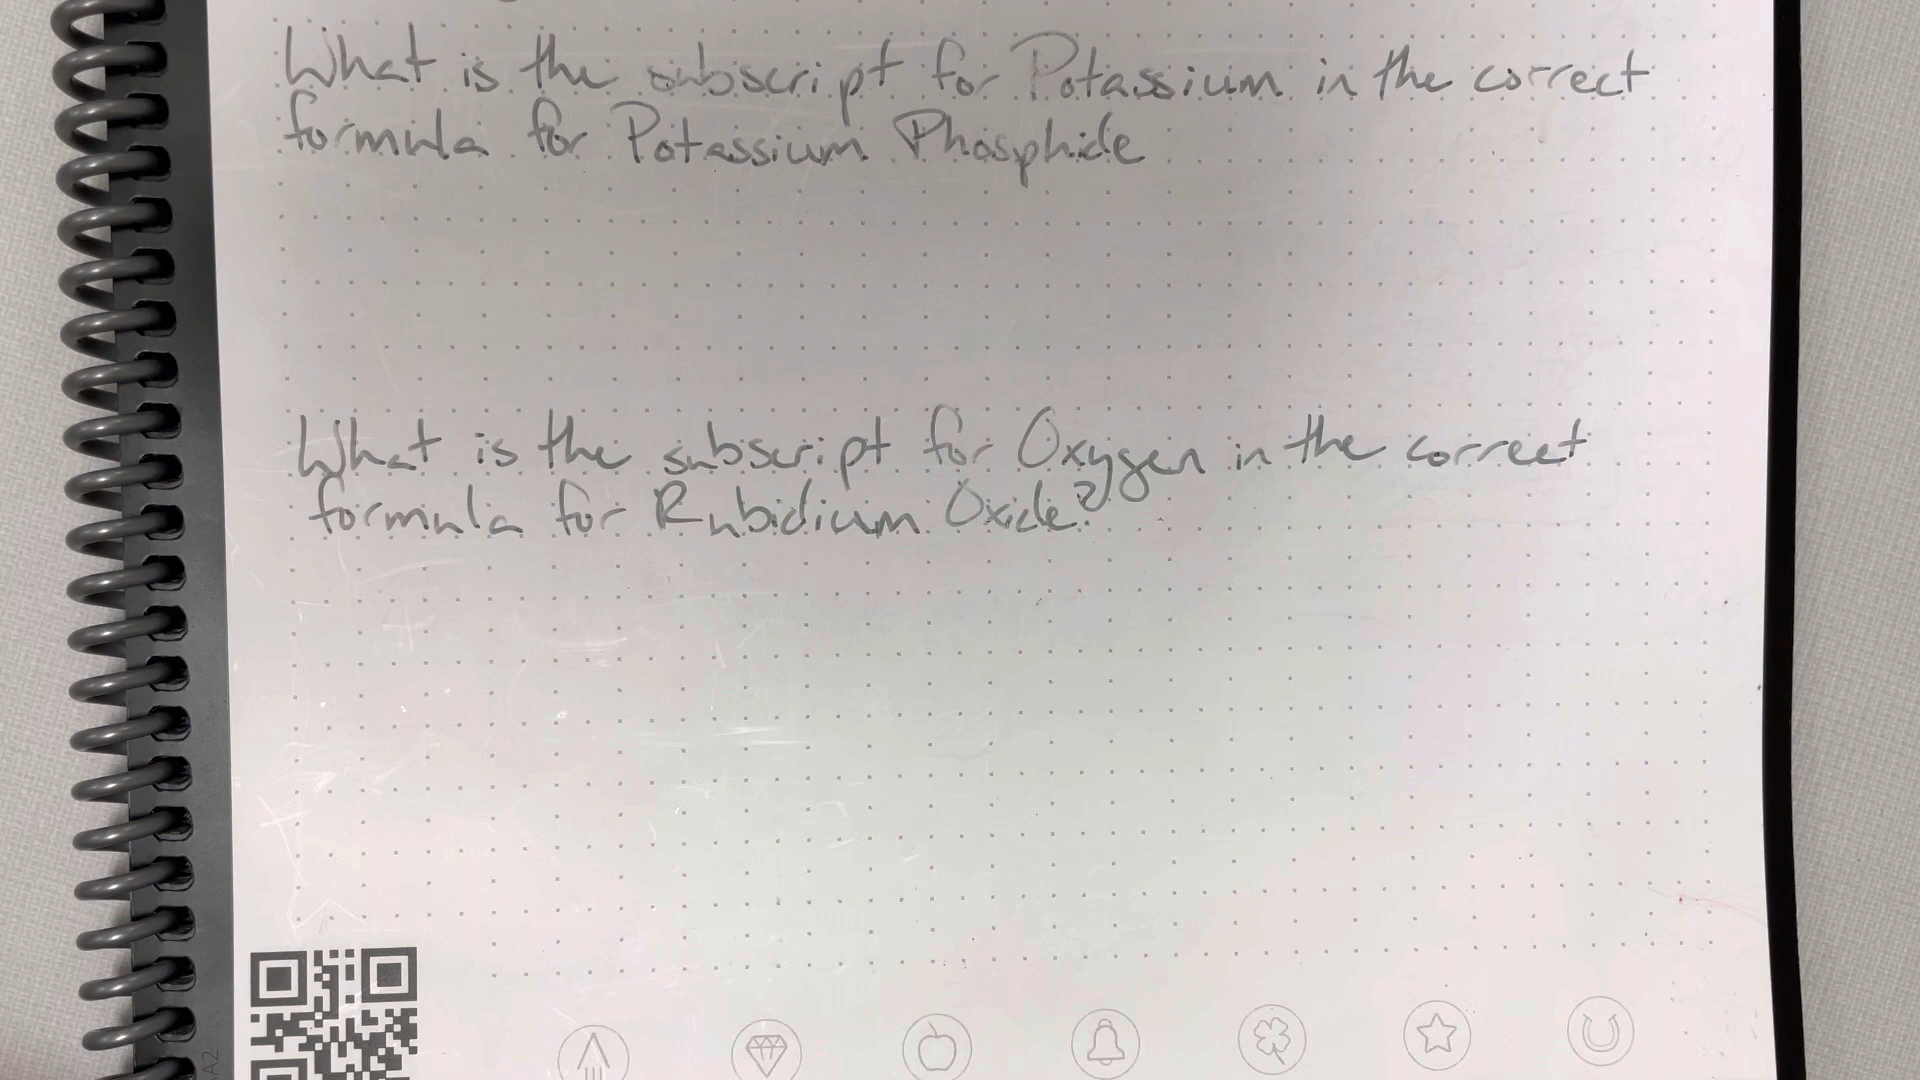 What is the subscript for Potassium in the correct
formula for Potassium Phosphide
What is the subscript for Oxygen in the correct
formula for Rubidium Oxide?